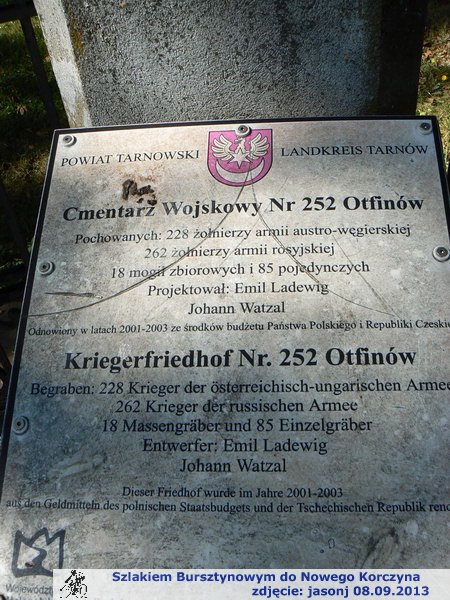 POWIAT TARNOWSKI LANDKREIS TARNÓW
Cmentarz Wojskowy Nr 252 Otfinów
Pochowanych: 228 żołnierzy armii austro-węgierskiej
262 żołnierzy armii rosyjskiej
18 mogił zbiorowych i 85 pojedynczych
Projektował: Emil Ladewig
Johann Watzal
Odnowiony w latach 2001-2003 ze środków budżetu Państwa Polskiego i Republiki Czeskie
Kriegerfriedhof Nr. 252 Otfinów
Begraben: 228 Krieger der österreichisch-ungarischen Armee
262 Krieger der russischen Armee
18 Massengräber und 85 Einzelgräber
Entwerfer: Emil Ladewig
Johann Watzal
Dieser Friedhof wurde im Jahre 2001-2003
aus den Geldmitteln des polnischen Staatsbudgets und der Tschechischen Republik reno
Szlakiem Bursztynowym do Nowego Korczyna
zdjęcie: jasonj 08.09.2013